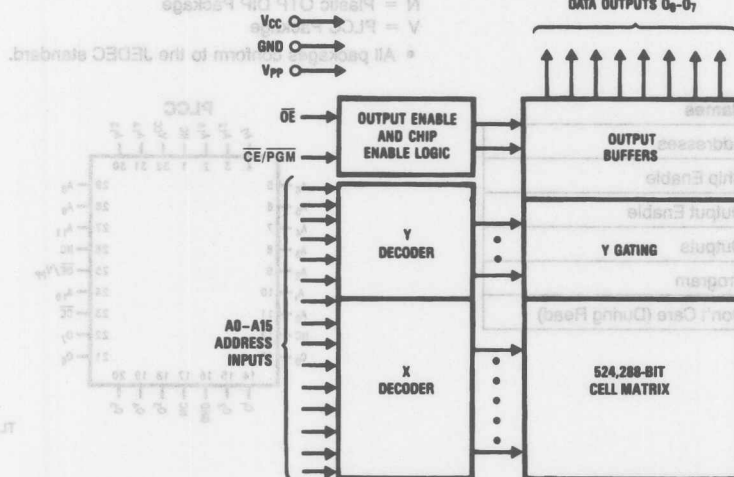 N = Plastic OTP DIP Package
V = PLCC Package
• All packages conform to the JEDEC standard.
DATA OUTPUTS O₀-O₇
VCC
GND
VPP
OE
CE/PGM
OUTPUT ENABLE
AND CHIP
ENABLE LOGIC
OUTPUT
BUFFERS
Y
DECODER
Y GATING
A0-A15
ADDRESS
INPUTS
X
DECODER
524,288-BIT
CELL MATRIX
PLCC
Chip Enable
Output Enable
Outputs
Program
Don't Care (During Read)